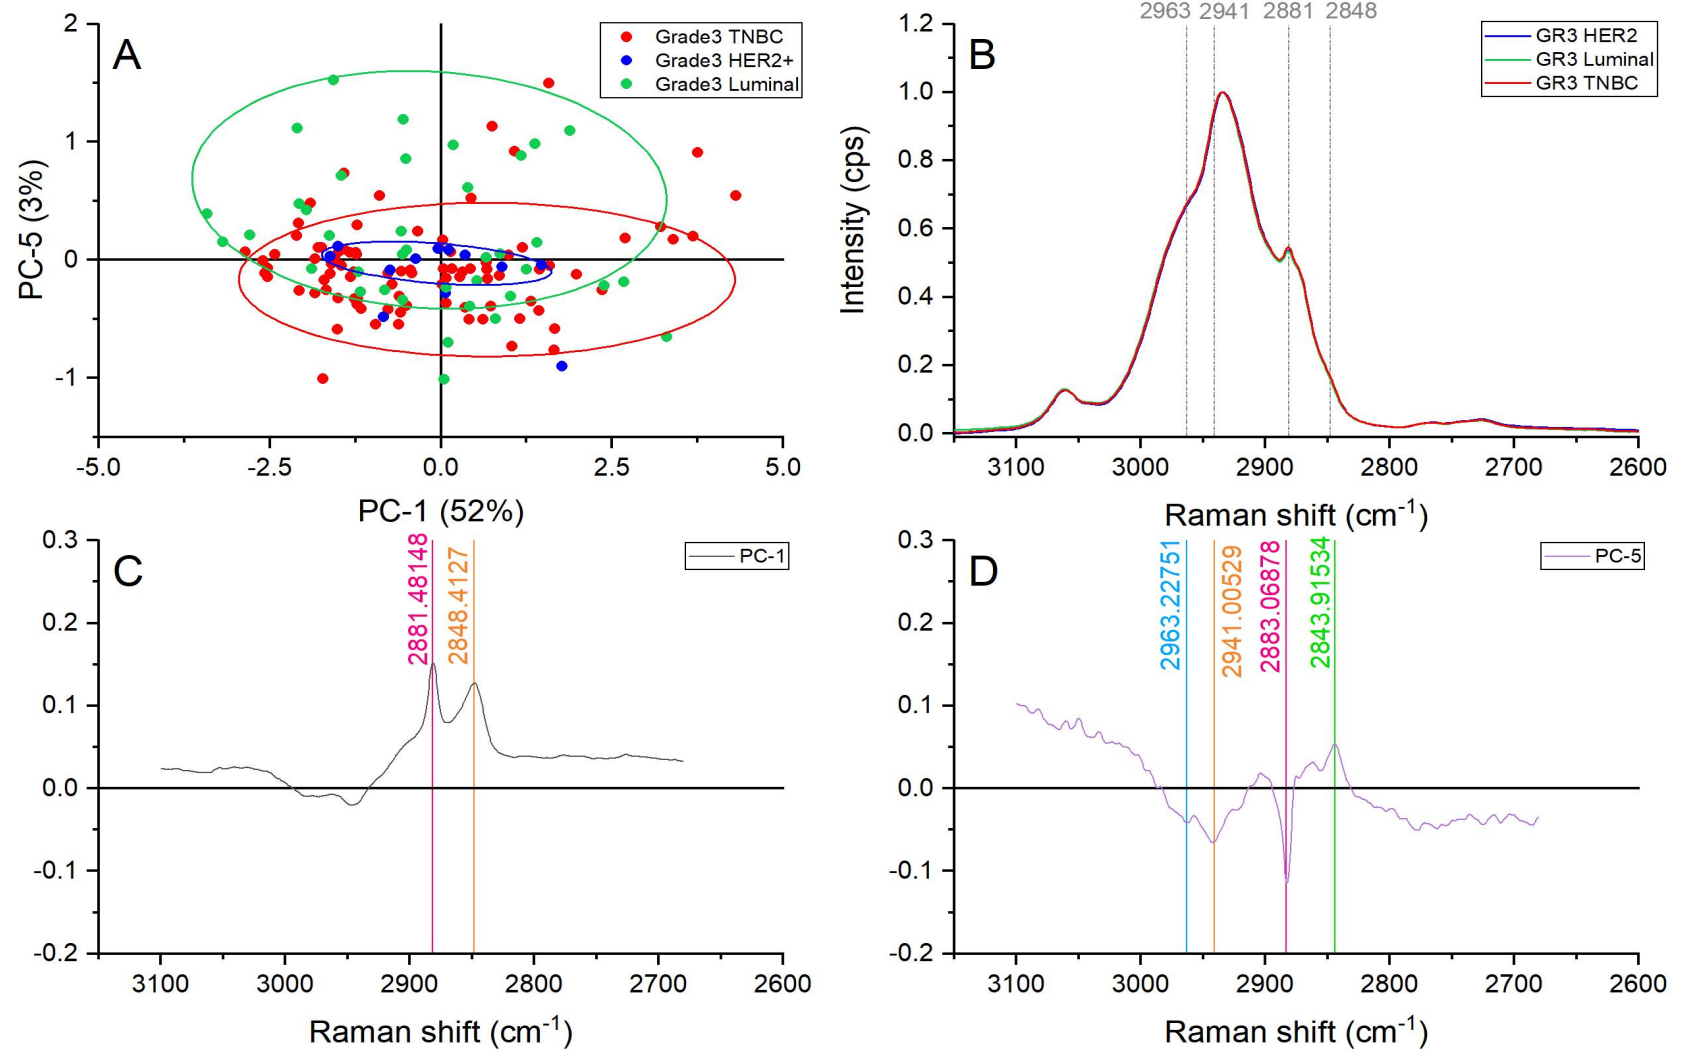 A
2
1
0
-1
-5.0 -2.5 0.0 2.5 5.0
PC-5 (3%)
PC-1 (52%)
Grade3 TNBC
Grade3 HER2+
Grade3 Luminal
B
2963 2941 2881 2848
1.2
1.0
0.8
0.6
0.4
0.2
0.0
3100 3000 2900 2800 2700 2600
Intensity (cps)
Raman shift (cm-1)
GR3 HER2
GR3 Luminal
GR3 TNBC
C
0.3
0.2
0.1
0.0
-0.1
-0.2
3100 3000 2900 2800 2700 2600
Raman shift (cm-1)
2881.48148
2848.4127
PC-1
D
0.3
0.2
0.1
0.0
-0.1
-0.2
3100 3000 2900 2800 2700 2600
Raman shift (cm-1)
2963.22751
2941.00529
2883.06878
2843.91534
PC-5